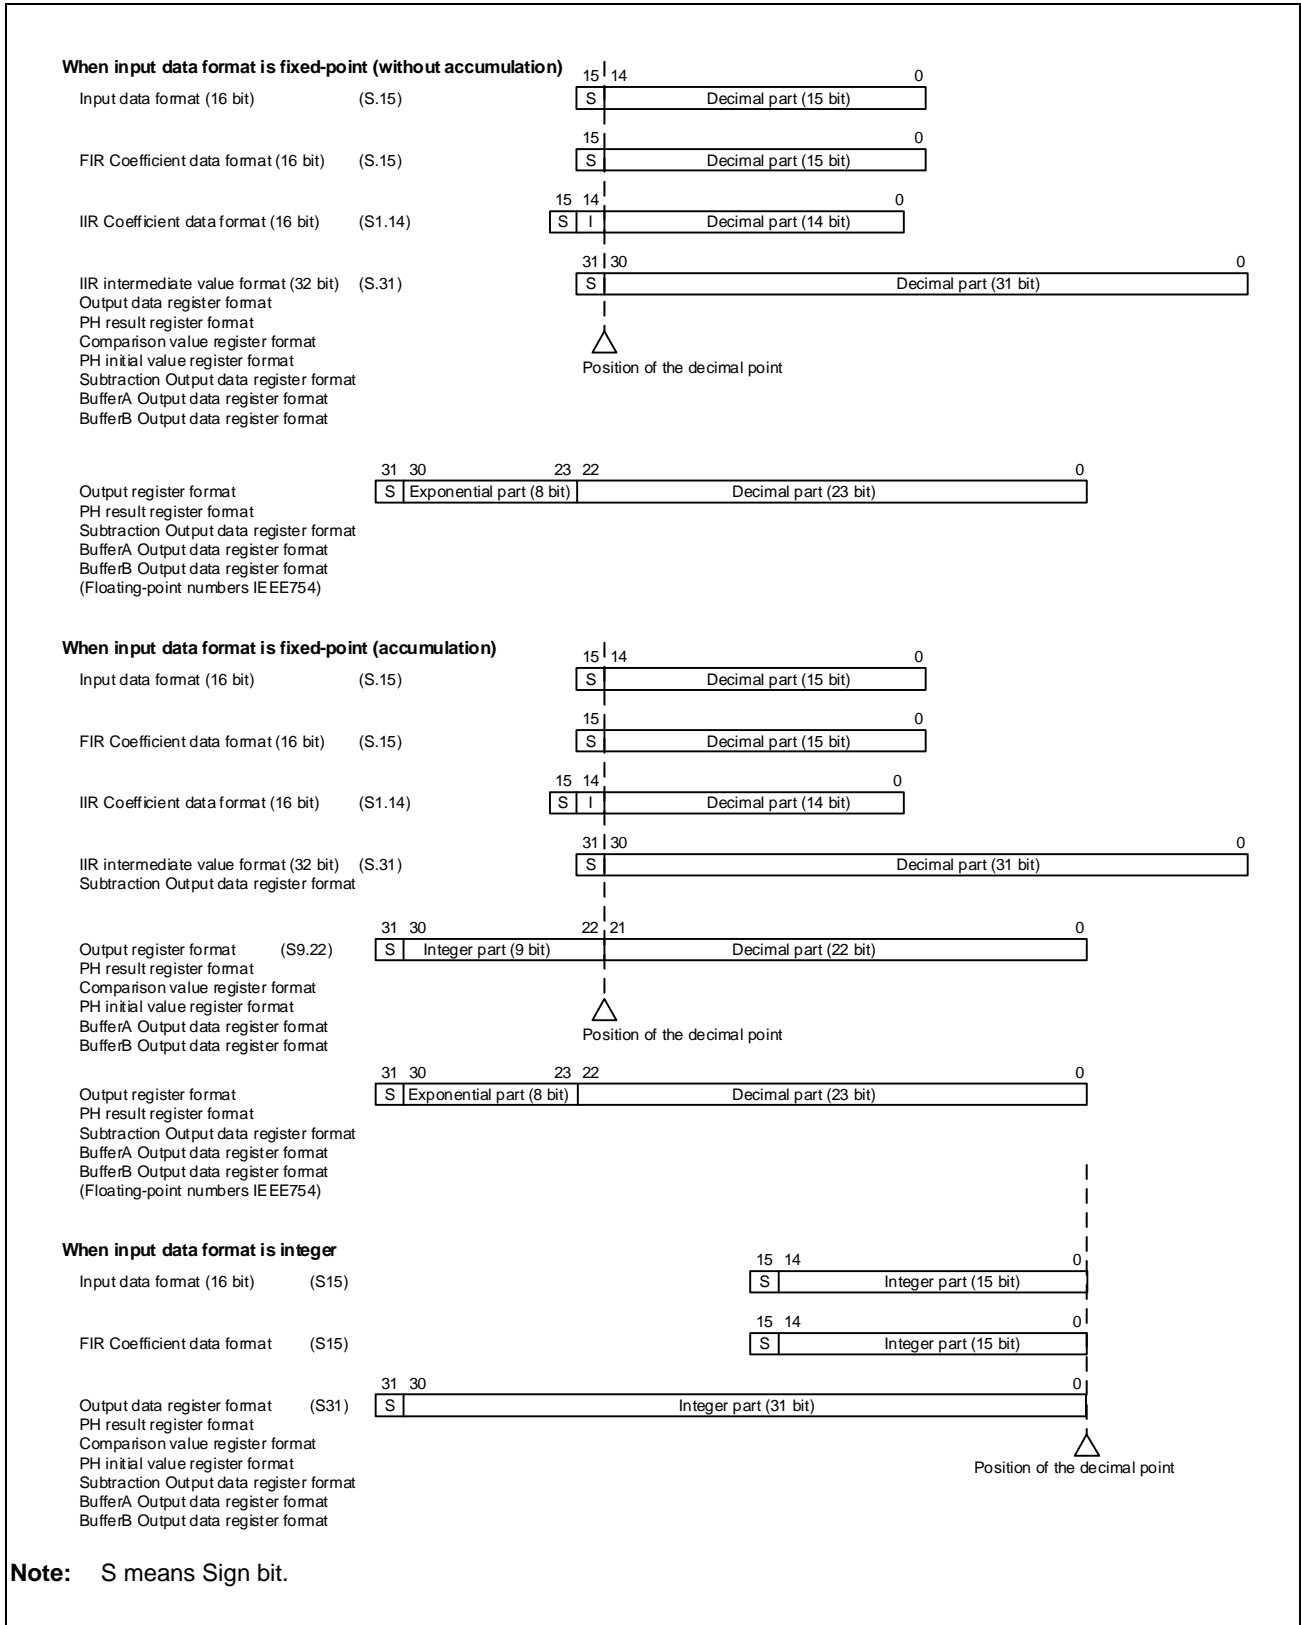 When input data format is fixed-point (without accumulation)
15 14 0
Input data format (16 bit) (S.15) S Decimal part (15 bit)
15 0
FIR Coefficient data format (16 bit) (S.15) S Decimal part (15 bit)
15 14 0
IIR Coefficient data format (16 bit) (S1.14) S I Decimal part (14 bit)
31 30 0
IIR intermediate value format (32 bit) (S.31) S Decimal part (31 bit)
Output data register format
PH result register format
Comparison value register format
PH initial value register format
Position of the decimal point
Subtraction Output data register format
BufferA Output data register format
BufferB Output data register format
31 30 23 22 0
Output register format S Exponential part (8 bit) Decimal part (23 bit)
PH result register format
Subtraction Output data register format
BufferA Output data register format
BufferB Output data register format
(Floating-point numbers IEEE754)
When input data format is fixed-point (accumulation)
15 14 0
Input data format (16 bit) (S.15) S Decimal part (15 bit)
15 0
FIR Coefficient data format (16 bit) (S.15) S Decimal part (15 bit)
15 14 0
IIR Coefficient data format (16 bit) (S1.14) S I Decimal part (14 bit)
31 30 0
IIR intermediate value format (32 bit) (S.31) S Decimal part (31 bit)
Subtraction Output data register format
31 30 22 21 0
Output register format (S9.22) S Integer part (9 bit) Decimal part (22 bit)
PH result register format
Comparison value register format
PH initial value register format
BufferA Output data register format
Position of the decimal point
BufferB Output data register format
31 30 23 22 0
Output register format S Exponential part (8 bit) Decimal part (23 bit)
PH result register format
Subtraction Output data register format
BufferA Output data register format
BufferB Output data register format
(Floating-point numbers IEEE754)
When input data format is integer
15 14 0
Input data format (16 bit) (S15) S Integer part (15 bit)
15 14 0
FIR Coefficient data format (S15) S Integer part (15 bit)
31 30 0
Output data register format (S31) S Integer part (31 bit)
PH result register format
Comparison value register format
PH initial value register format
Position of the decimal point
Subtraction Output data register format
BufferA Output data register format
BufferB Output data register format
Note: S means Sign bit.